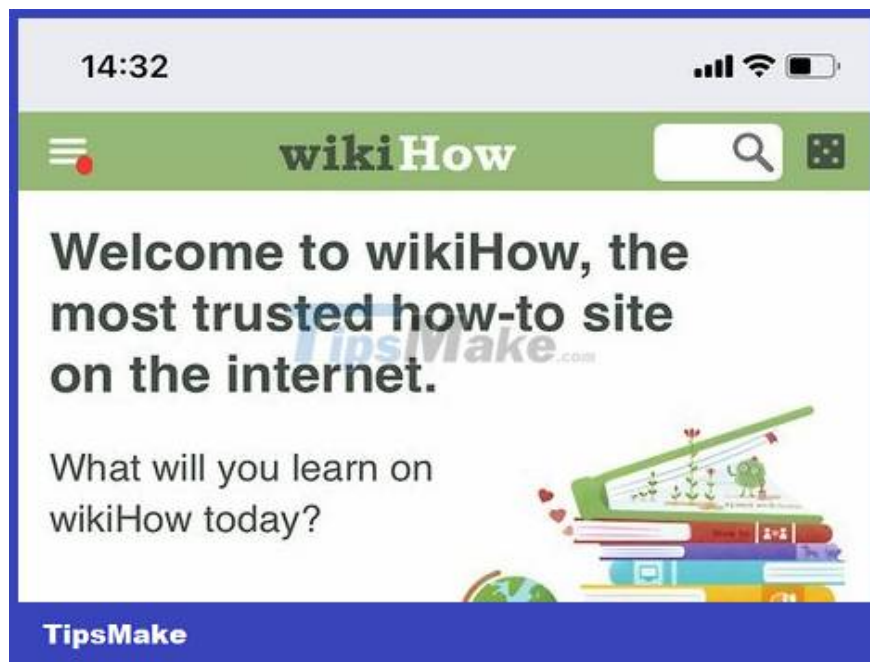 14:32
wikiHow
Welcome to wikiHow, the
most trusted how-to site
on the internet.
TipsMake.com
What will you learn on
wikiHow today?
TipsMake